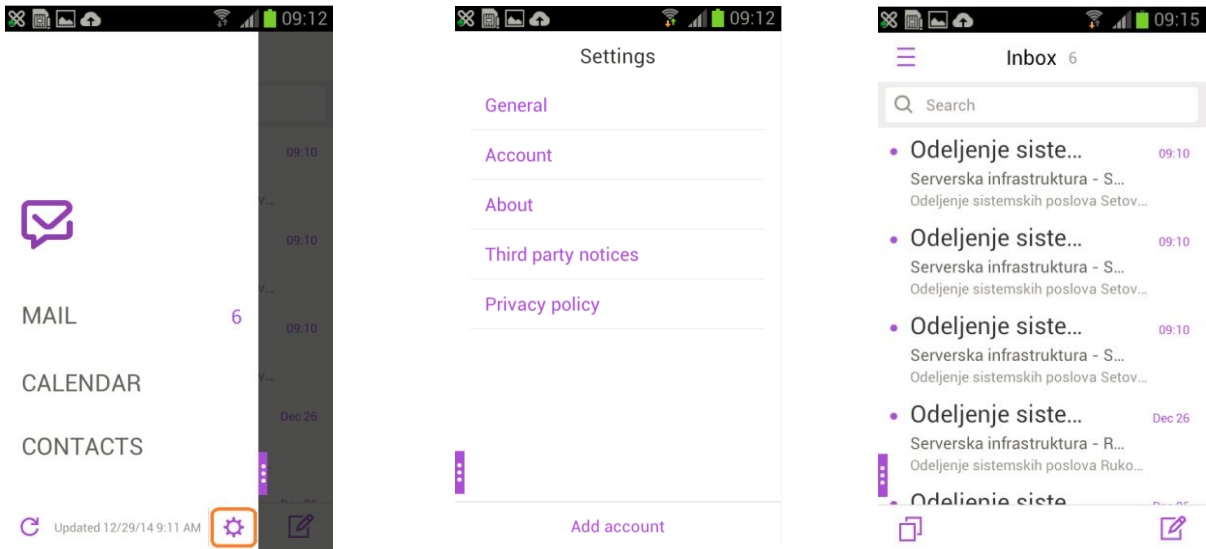 09:12
09:10
v...
09:10
v...
MAIL 6
09:10
CALENDAR
v...
Dec 26
CONTACTS
Updated 12/29/14 9:11 AM
09:12
Settings
General
Account
About
Third party notices
Privacy policy
Add account
09:15
Inbox 6
Search
Odeljenje siste... 09:10
Serverska infrastruktura - S...
Odeljenje sistemskih poslova Setov...
Odeljenje siste... 09:10
Serverska infrastruktura - S...
Odeljenje sistemskih poslova Setov...
Odeljenje siste... 09:10
Serverska infrastruktura - S...
Odeljenje sistemskih poslova Setov...
Odeljenje siste... Dec 26
Serverska infrastruktura - R...
Odeljenje sistemskih poslova Ruko...
Odeljenje siste... Dec 26